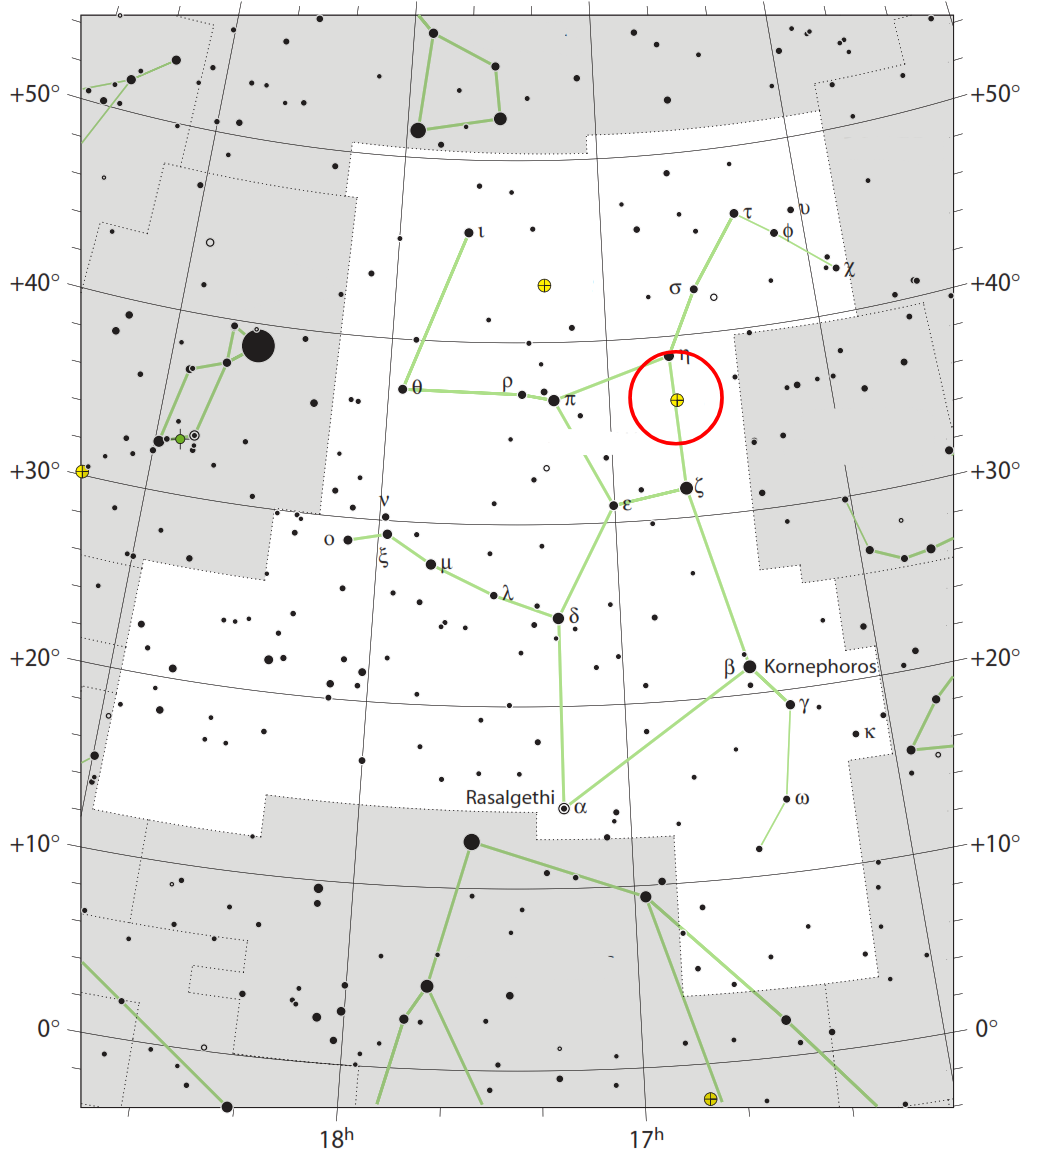 +50° +50°
τ υ
φ
ι
χ
+40° σ +40°
η
θ ρ π
+30° +30°
ν ε ζ
ο
ξ μ
λ
δ
+20° β Kornephoros +20°
γ
κ
Rasalgethi α ω
+10° +10°
0° 0°
18h 17h